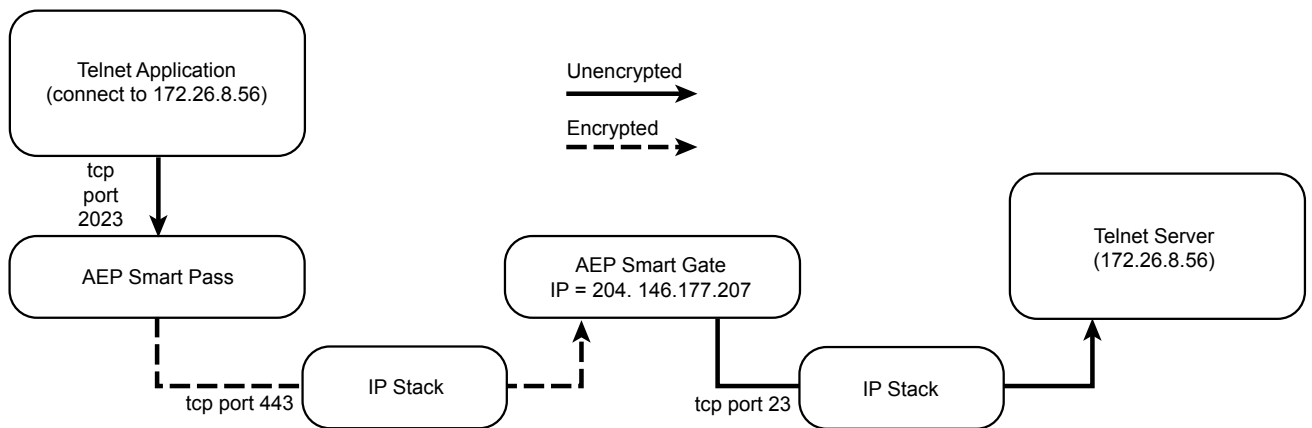 Telnet Application
(connect to 172.26.8.56)
Unencrypted
Encrypted
tcp
port
2023
AEP Smart Pass
AEP Smart Gate
IP = 204. 146.177.207
Telnet Server
(172.26.8.56)
IP Stack
tcp port 443
IP Stack
tcp port 23